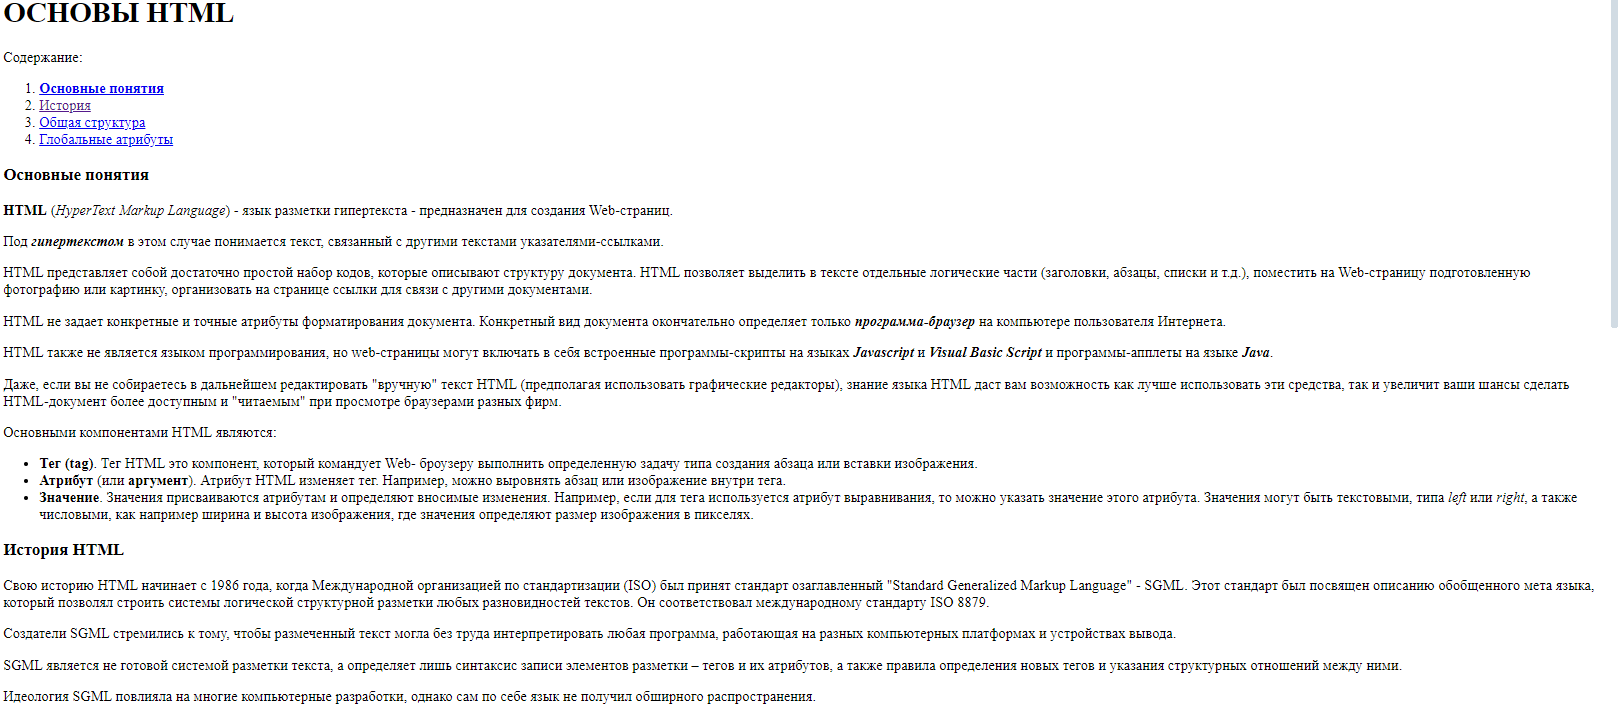 ОСНОВЫ HTML
Содержание:
1. Основные понятия
2. История
3. Общая структура
4. Глобальные атрибуты
Основные понятия
HTML (HyperText Markup Language) - язык разметки гипертекста - предназначен для создания Web-страниц.
Под гипертекстом в этом случае понимается текст, связанный с другими текстами указателями-ссылками.
HTML представляет собой достаточно простой набор кодов, которые описывают структуру документа. HTML позволяет выделить в тексте отдельные логические части (заголовки, абзацы, списки и т.д.), поместить на Web-страницу подготовленную
фотографию или картинку, организовать на странице ссылки для связи с другими документами.
HTML не задает конкретные и точные атрибуты форматирования документа. Конкретный вид документа окончательно определяет только программа-браузер на компьютере пользователя Интернета.
HTML также не является языком программирования, но web-страницы могут включать в себя встроенные программы-скрипты на языках Javascript и Visual Basic Script и программы-апплеты на языке Java.
Даже, если вы не собираетесь в дальнейшем редактировать "вручную" текст HTML (предполагая использовать графические редакторы), знание языка HTML даст вам возможность как лучше использовать эти средства, так и увеличит ваши шансы сделать
HTML-документ более доступным и "читаемым" при просмотре браузерами разных фирм.
Основными компонентами HTML являются:
• Тег (tag). Тег HTML это компонент, который командует Web- броузеру выполнить определенную задачу типа создания абзаца или вставки изображения.
• Атрибут (или аргумент). Атрибут HTML изменяет тег. Например, можно выровнять абзац или изображение внутри тега.
• Значение. Значения присваиваются атрибутам и определяют вносимые изменения. Например, если для тега используется атрибут выравнивания, то можно указать значение этого атрибута. Значения могут быть текстовыми, типа left или right, а также
числовыми, как например ширина и высота изображения, где значения определяют размер изображения в пикселях.
История HTML
Свою историю HTML начинает с 1986 года, когда Международной организацией по стандартизации (ISO) был принят стандарт озаглавленный "Standard Generalized Markup Language" - SGML. Этот стандарт был посвящен описанию обобщенного мета языка,
который позволял строить системы логической структурной разметки любых разновидностей текстов. Он соответствовал международному стандарту ISO 8879.
Создатели SGML стремились к тому, чтобы размеченный текст могла без труда интерпретировать любая программа, работающая на разных компьютерных платформах и устройствах вывода.
SGML является не готовой системой разметки текста, а определяет лишь синтаксис записи элементов разметки – тегов и их атрибутов, а также правила определения новых тегов и указания структурных отношений между ними.
Идеология SGML повлияла на многие компьютерные разработки, однако сам по себе язык не получил обширного распространения.